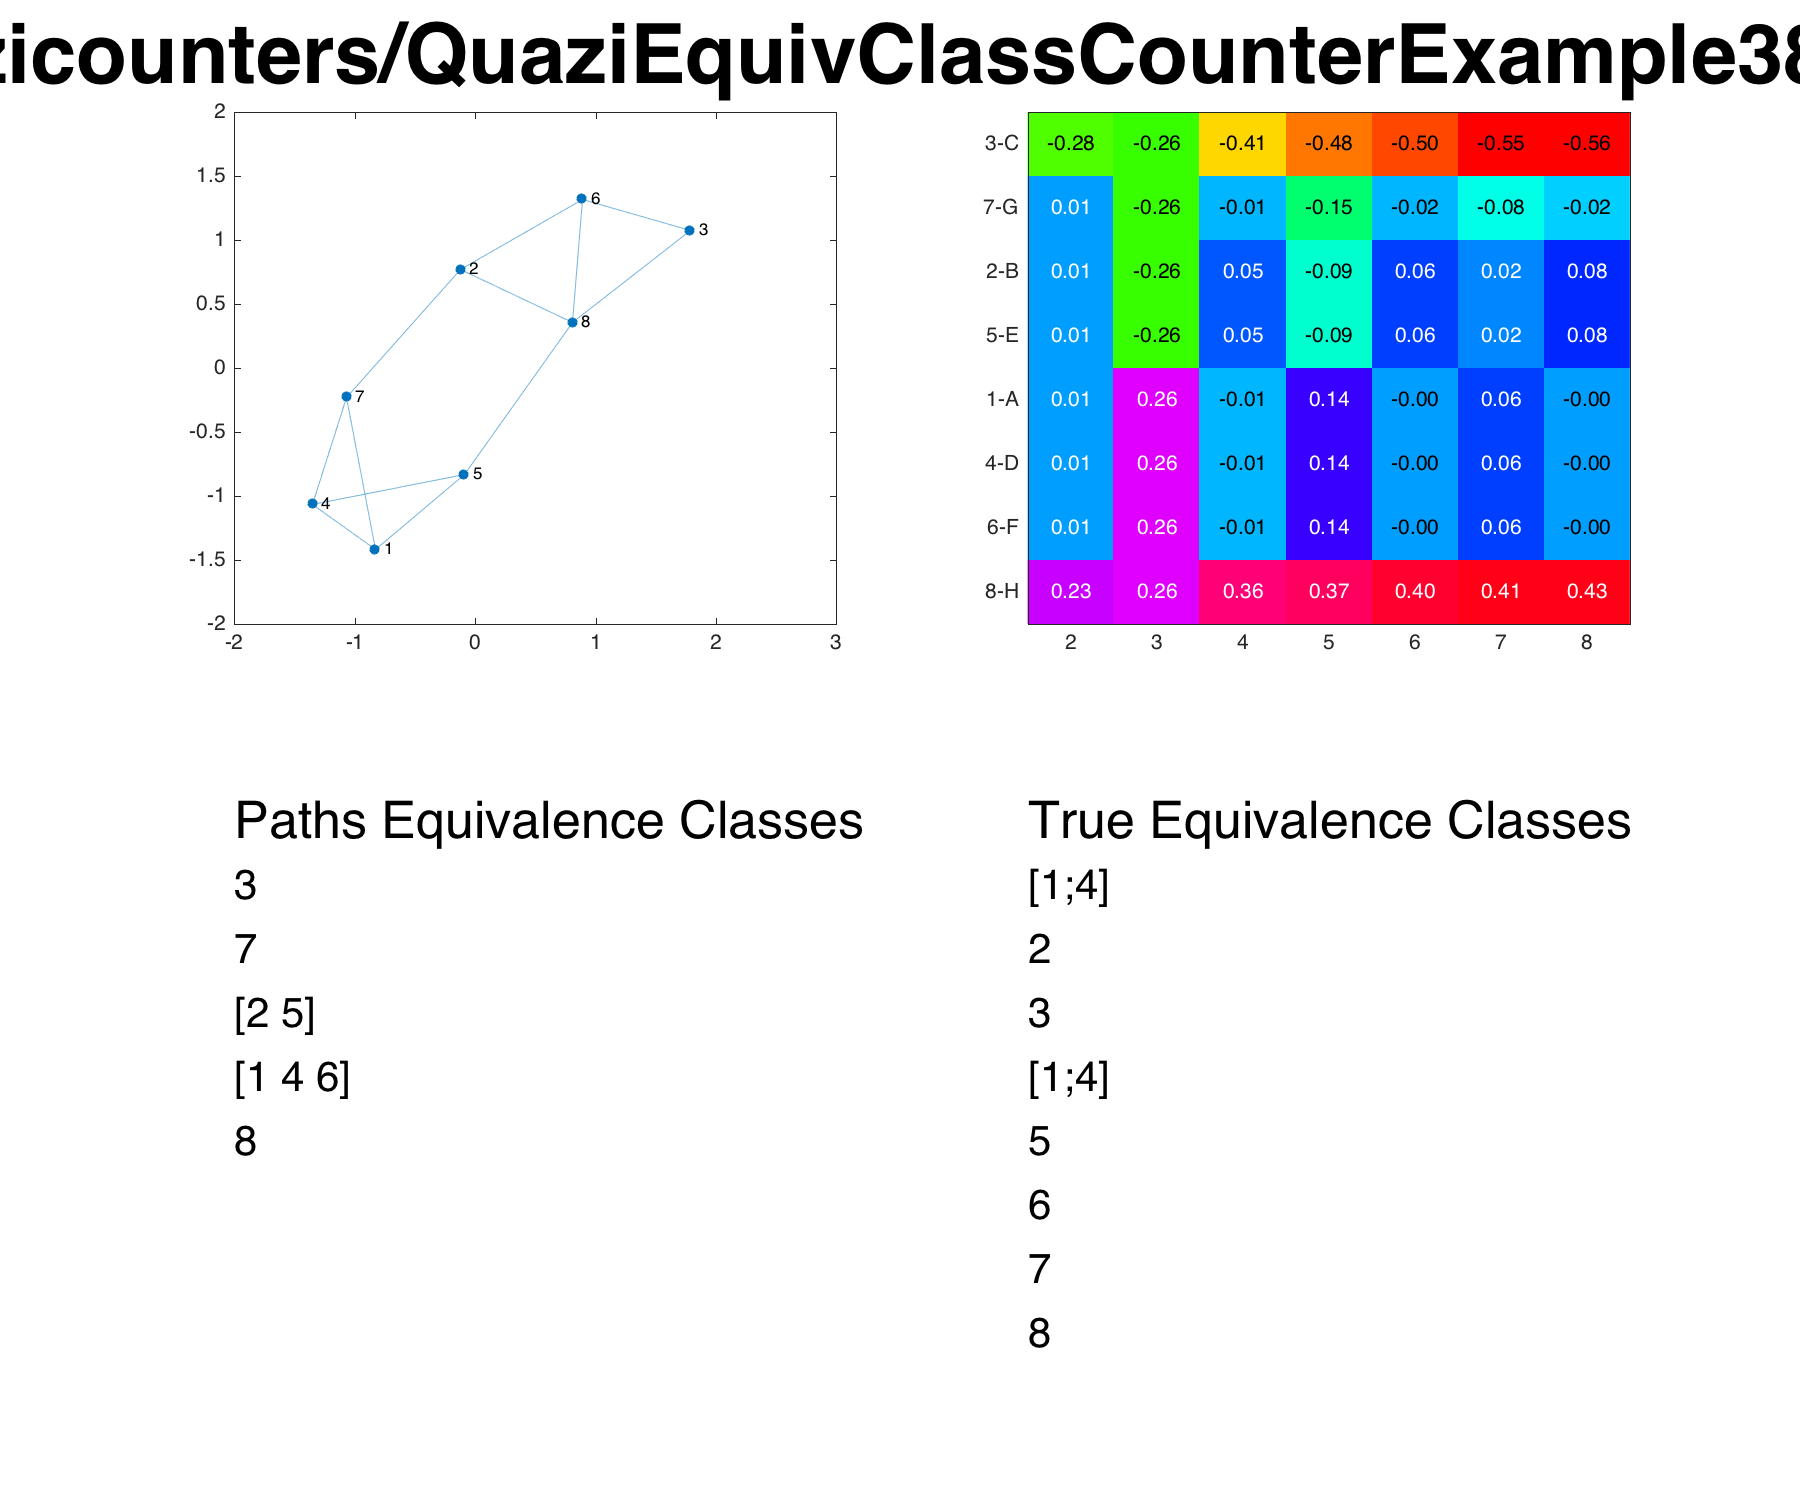 zicounters/QuaziEquivClassCounterExample38
2
1.5
1
0.5
0
-0.5
-1
-1.5
-2
-2 -1 0 1 2 3
6
3
2
8
7
5
4
1
3-C -0.28 -0.26 -0.41 -0.48 -0.50 -0.55 -0.56
7-G 0.01 -0.26 -0.01 -0.15 -0.02 -0.08 -0.02
2-B 0.01 -0.26 0.05 -0.09 0.06 0.02 0.08
5-E 0.01 -0.26 0.05 -0.09 0.06 0.02 0.08
1-A 0.01 0.26 -0.01 0.14 -0.00 0.06 -0.00
4-D 0.01 0.26 -0.01 0.14 -0.00 0.06 -0.00
6-F 0.01 0.26 -0.01 0.14 -0.00 0.06 -0.00
8-H 0.23 0.26 0.36 0.37 0.40 0.41 0.43
2 3 4 5 6 7 8
Paths Equivalence Classes
3
7
[2 5]
[1 4 6]
8
True Equivalence Classes
[1;4]
2
3
[1;4]
5
6
7
8